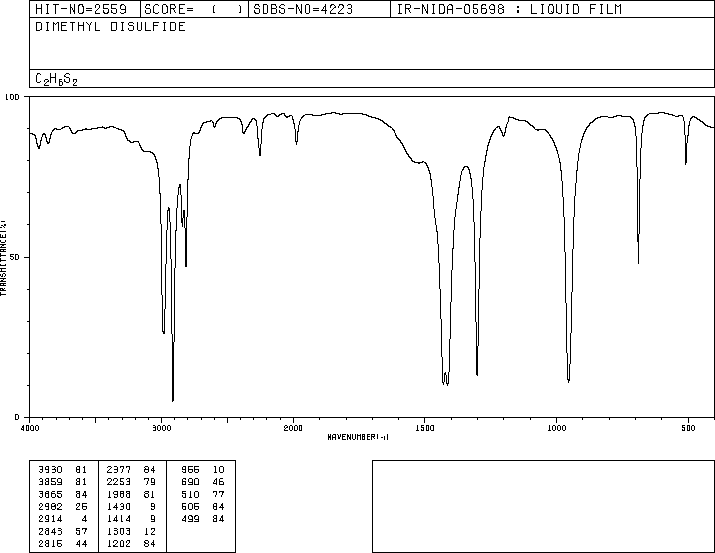 HIT-NO=2559 SCORE= ( ) SDBS-NO=4223 IR-NIDA-05698 : LIQUID FILM
DIMETHYL DISULFIDE
C2H6S2
100
50
0
TRANSMITTANCE(%)
4000 3000 2000 1500 1000 500
WAVENUMBER(-1)
3930 81 2377 84 955 10
3859 81 2253 79 690 46
3665 84 1988 81 510 77
2982 25 1430 9 505 84
2914 4 1414 9 499 84
2843 57 1303 12
2815 44 1202 84